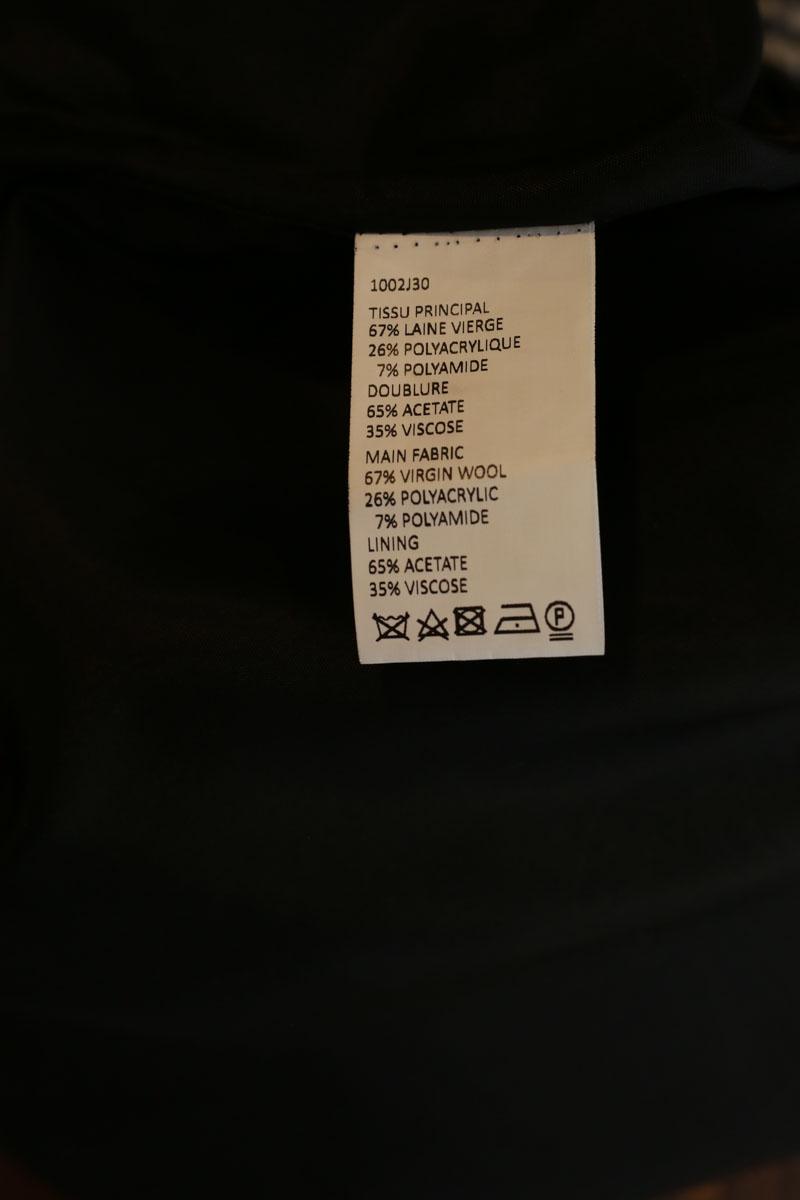 1002J30
TISSU PRINCIPAL
67% LAINE VIERGE
26% POLYACRYLIQUE
7% POLYAMIDE
DOUBLURE
65% ACETATE
35% VISCOSE
MAIN FABRIC
67% VIRGIN WOOL
26% POLYACRYLIC
7% POLYAMIDE
LINING
65% ACETATE
35% VISCOSE
P